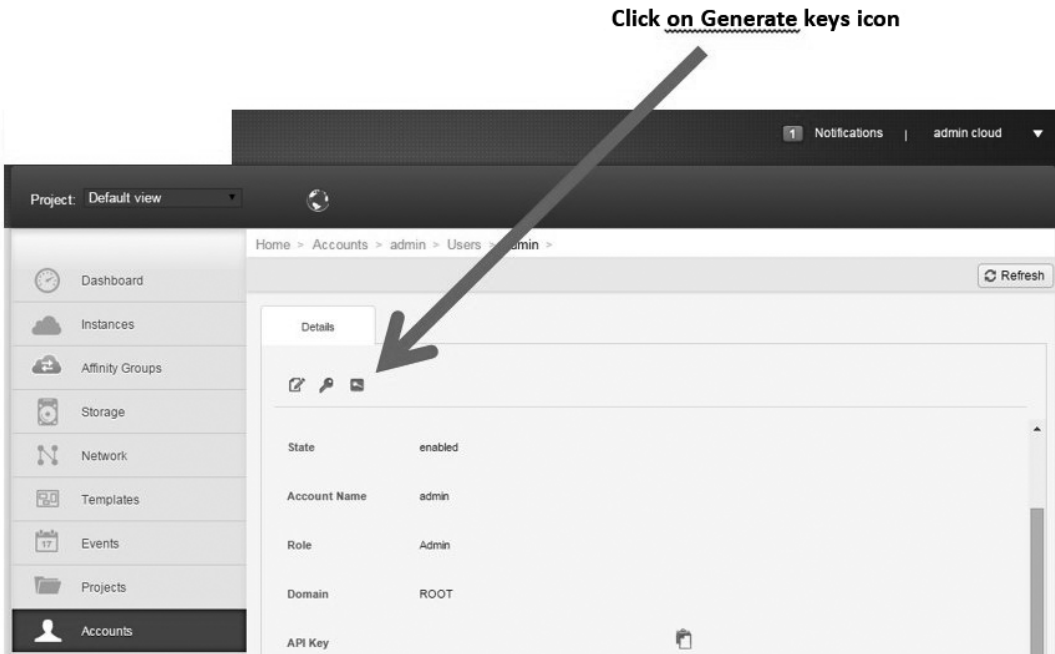 Click on Generate keys icon
1 Notifications | admin cloud
Project: Default view
Home > Accounts > admin > Users > admin >
Refresh
Dashboard
Instances
Affinity Groups
Storage
Network
17
Templates
Events
Projects
Accounts
Details
State enabled
Account Name admin
Role Admin
Domain ROOT
API Key